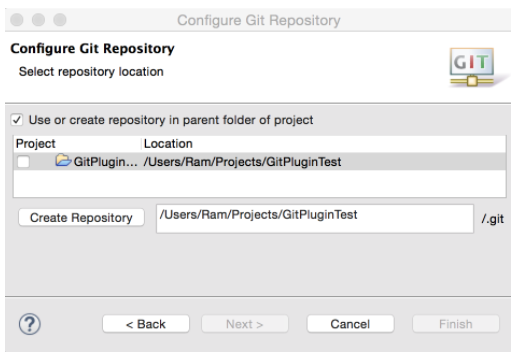 Configure Git Repository
Configure Git Repository
Select repository location
GIT
Use or create repository in parent folder of project
Project Location
GitPlugin... /Users/Ram/Projects/GitPluginTest
Create Repository /Users/Ram/Projects/GitPluginTest /.git
? < Back Next > Cancel Finish